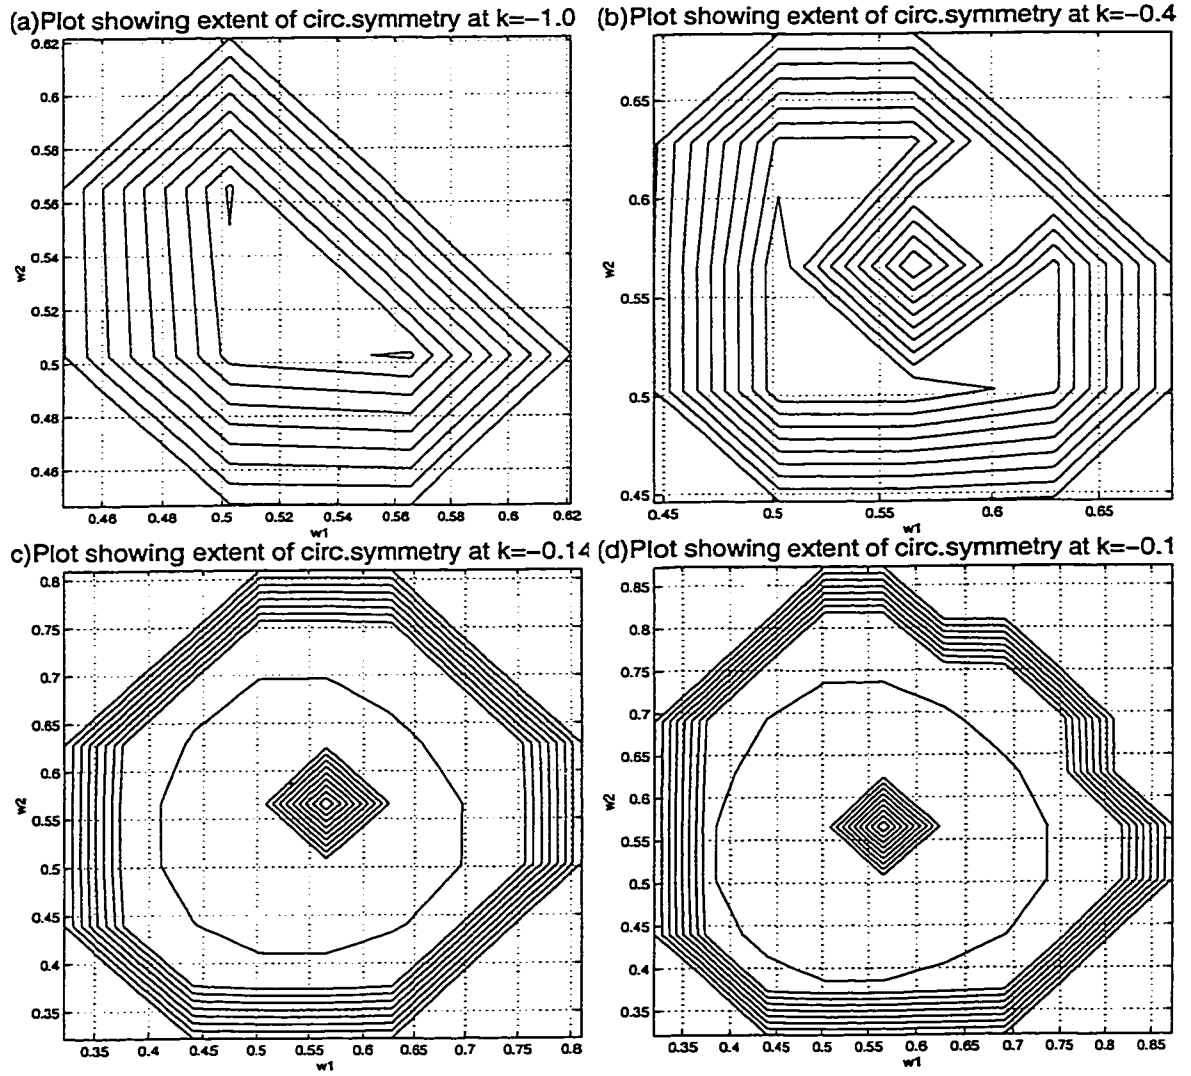 (a)Plot showing extent of circ.symmetry at k=−1.0
0.62
0.6
0.58
0.56
0.54
0.52
0.5
0.48
0.46
w2
0.46 0.48 0.5 0.52 0.54 0.56 0.58 0.6 0.62
w1
(b)Plot showing extent of circ.symmetry at k=−0.4
0.65
0.6
0.55
0.5
0.45
w2
0.45 0.5 0.55 0.6 0.65
w1
c)Plot showing extent of circ.symmetry at k=−0.14
0.8
0.75
0.7
0.65
0.6
0.55
0.5
0.45
0.4
0.35
w2
0.35 0.4 0.45 0.5 0.55 0.6 0.65 0.7 0.75 0.8
w1
(d)Plot showing extent of circ.symmetry at k=−0.1
0.85
0.8
0.75
0.7
0.65
0.6
0.55
0.5
0.45
0.4
0.35
w2
0.35 0.4 0.45 0.5 0.55 0.6 0.65 0.7 0.75 0.8 0.85
w1